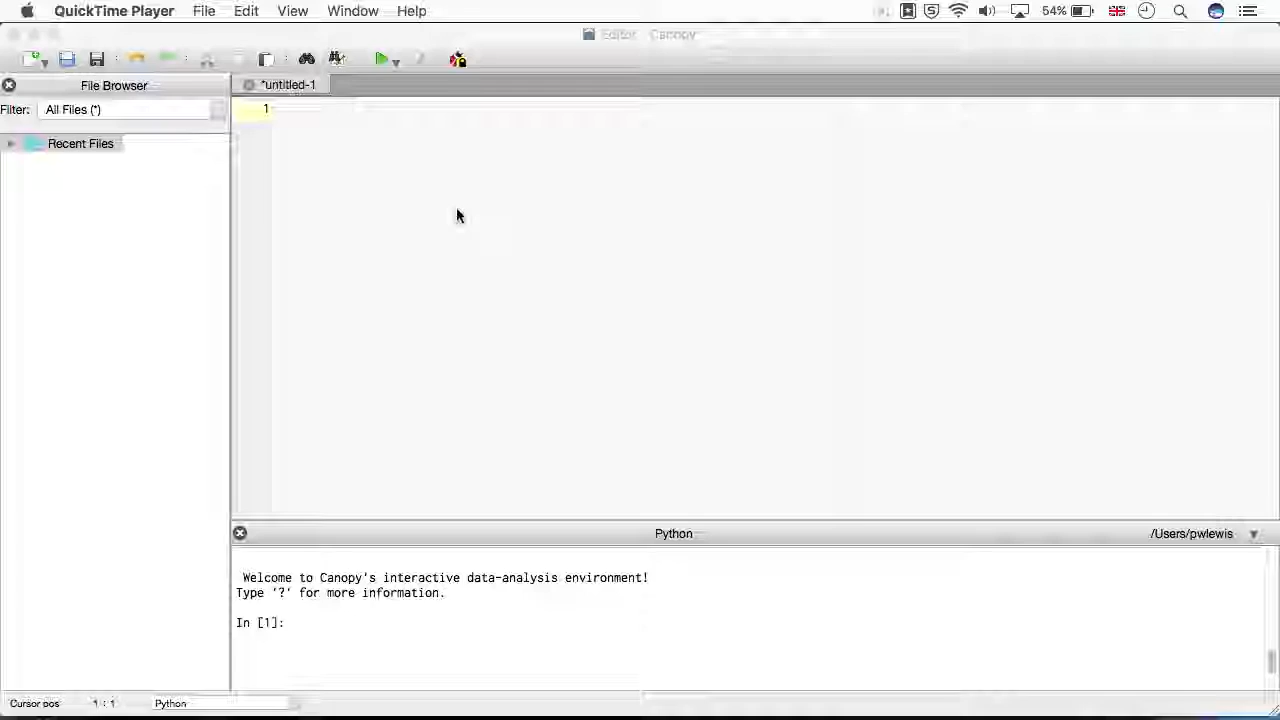 QuickTime Player File Edit View Window Help 54%
Editor - Canopy
File Browser
*untitled-1
Filter: All Files (*)
1
Recent Files
Python /Users/pwlewis
Welcome to Canopy's interactive data-analysis environment!
Type '?' for more information.
In [1]:
Cursor pos 1 : 1 Python